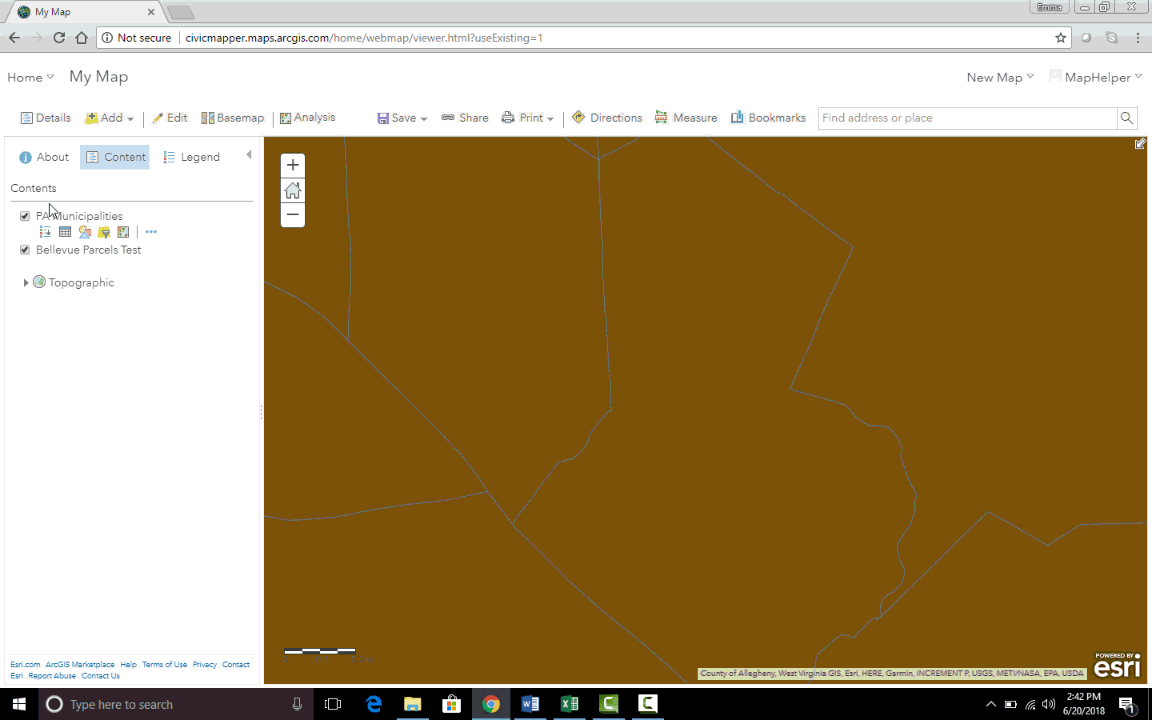 My Map
Emma
Not secure
civicmapper.maps.arcgis.com/home/webmap/viewer.html?useExisting=1
Home My Map New Map MapHelper
Details Add Edit Basemap Analysis Save Share Print Directions Measure Bookmarks Find address or place
About Content Legend
Contents
PA Municipalities
Bellevue Parcels Test
Topographic
Esri.com . ArcGIS Marketplace . Help . Terms of Use . Privacy . Contact
Esri . Report Abuse . Contact Us
County of Allegheny, West Virginia GIS, Esri, HERE, Garmin, INCREMENT P, USGS, METI/NASA, EPA, USDA
POWERED BY
esri
Type here to search
2:42 PM
6/20/2018
1